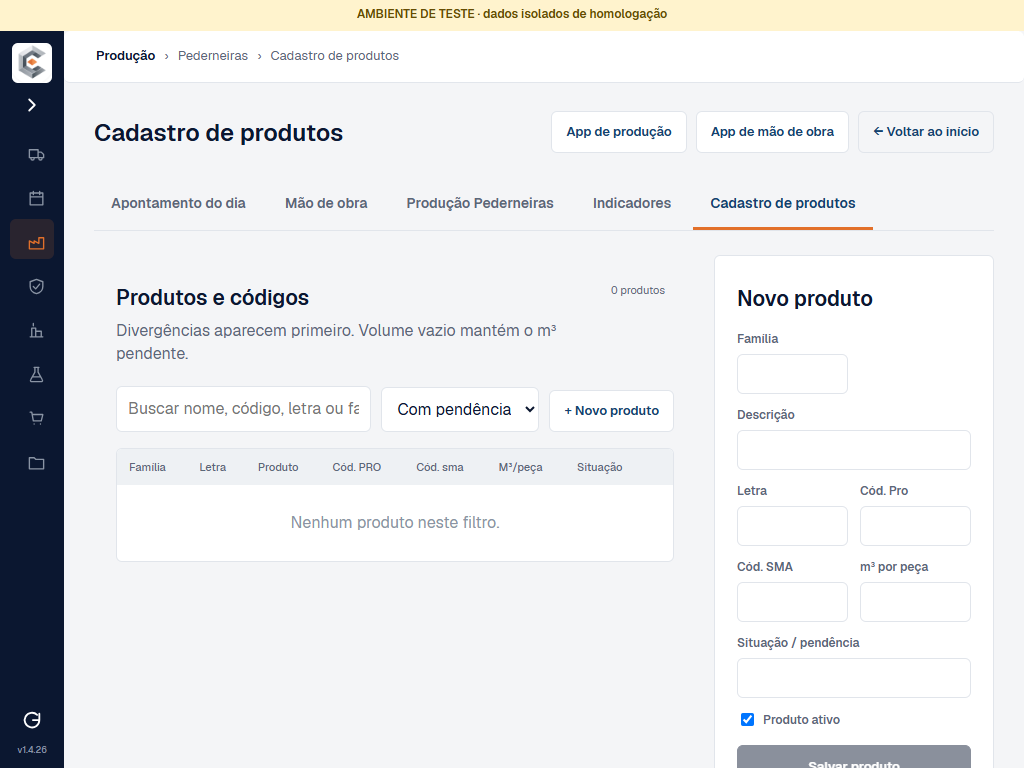 AMBIENTE DE TESTE · dados isolados de homologação
Produção › Pederneiras › Cadastro de produtos
Cadastro de produtos
App de produção
App de mão de obra
← Voltar ao início
Apontamento do dia
Mão de obra
Produção Pederneiras
Indicadores
Cadastro de produtos
Produtos e códigos
0 produtos
Divergências aparecem primeiro. Volume vazio mantém o m³
pendente.
Buscar nome, código, letra ou fa
Com pendência
+ Novo produto
Família Letra Produto Cód. PRO Cód. sma M³/peça Situação
Nenhum produto neste filtro.
Novo produto
Família
Descrição
Letra Cód. Pro
Cód. SMA m³ por peça
Situação / pendência
Produto ativo
Salvar produto
v1.4.26